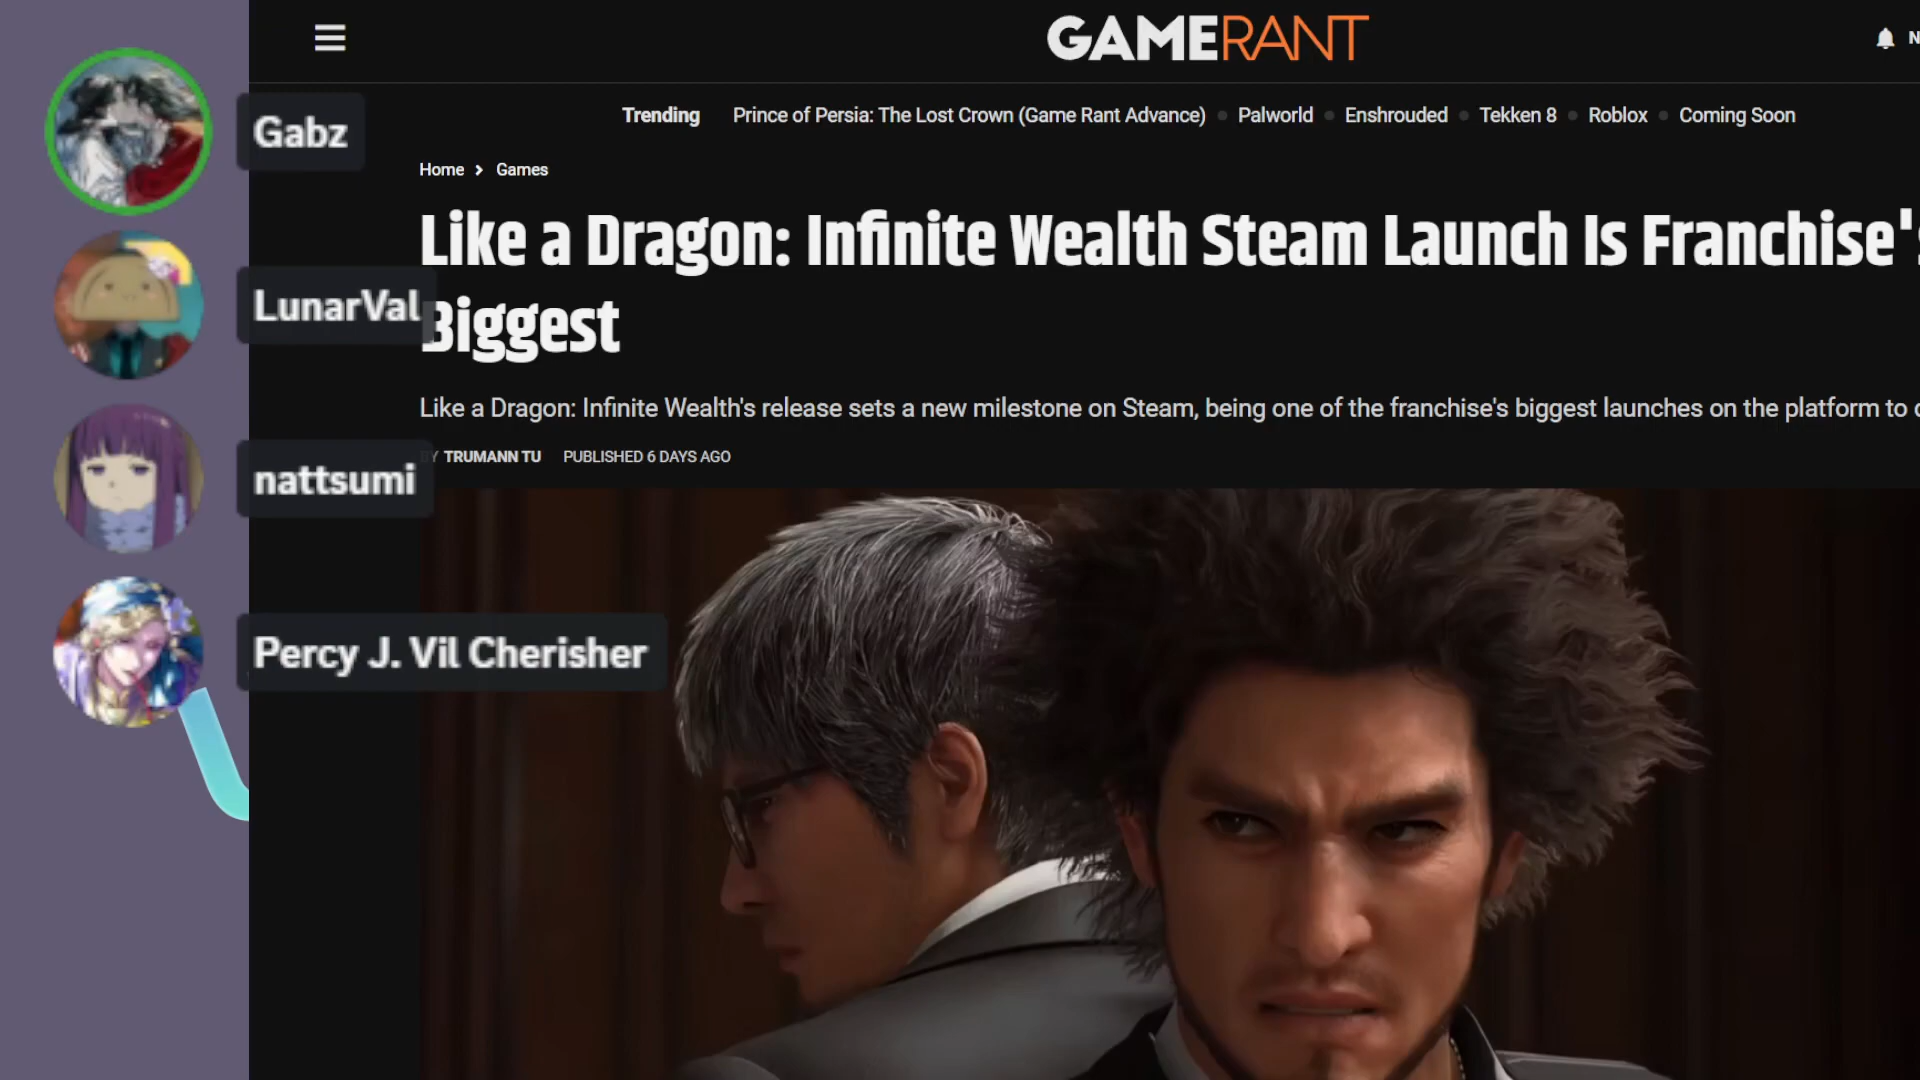 GAMERANT
Trending Prince of Persia: The Lost Crown (Game Rant Advance) Palworld Enshrouded Tekken 8 Roblox Coming Soon
Gabz
Home > Games
Like a Dragon: Infinite Wealth Steam Launch Is Franchise's
Biggest
LunarVal
Like a Dragon: Infinite Wealth's release sets a new milestone on Steam, being one of the franchise's biggest launches on the platform to
BY TRUMANN TU PUBLISHED 6 DAYS AGO
nattsumi
Percy J. Vil Cherisher